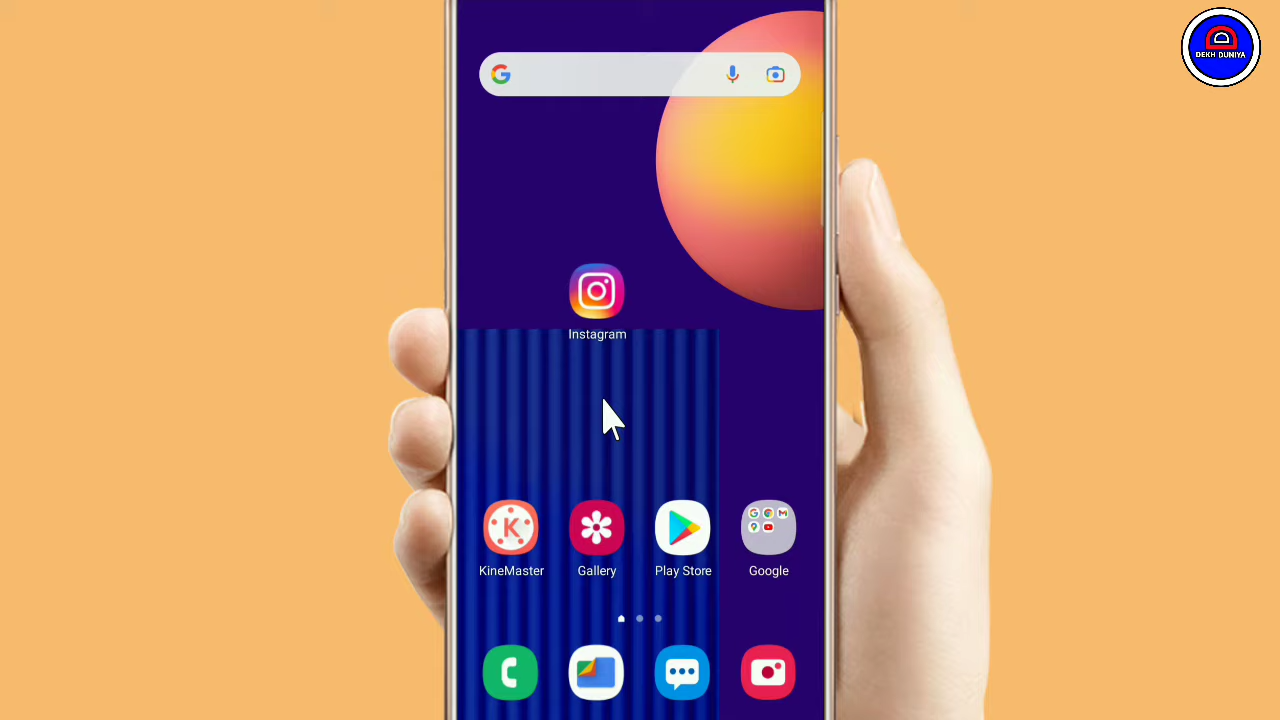 DEKH DUNIYA
Instagram
KineMaster
Gallery
Play Store
Google